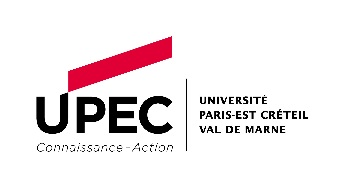 UPEC
Connaissance - Action
UNIVERSITÉ
PARIS-EST CRÉTEIL
VAL DE MARNE